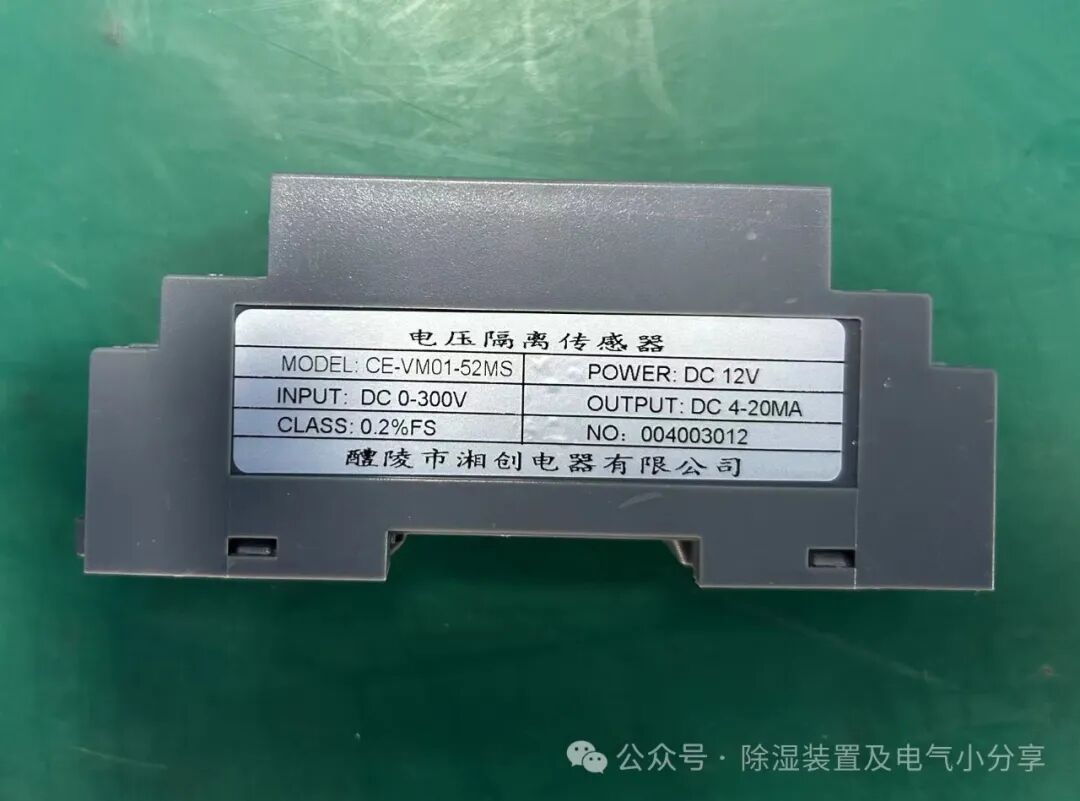 电压隔离传感器
MODEL: CE-VM01-52MS POWER: DC 12V
INPUT: DC 0-300V OUTPUT: DC 4-20MA
CLASS: 0.2%FS NO: 004003012
醴陵市湘创电器有限公司
公众号·除湿装置及电气小分享